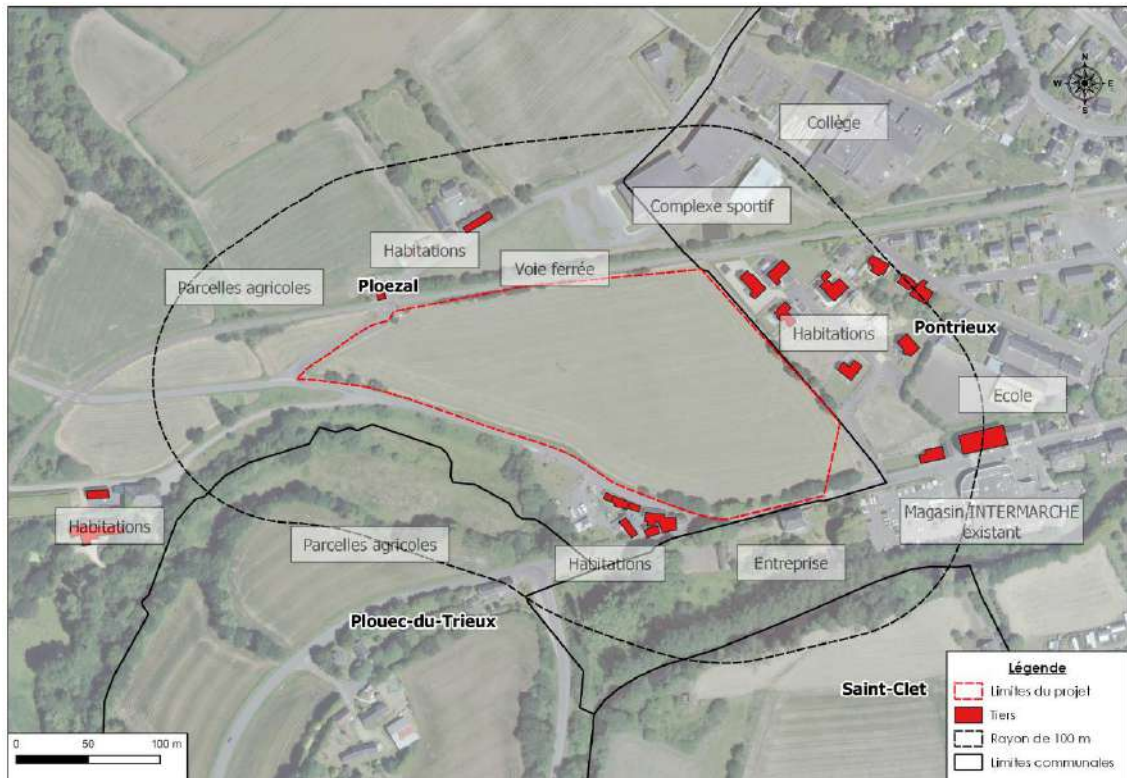 N
W
E
S
Collège
Complexe sportif
Habitations
Voie ferrée
Parcelles agricoles
Ploezal
Habitations
Pontrieux
Ecole
Habitations
Magasin INTERMARCHE
existant
Parcelles agricoles
Habitations
Entreprise
Plouec-du-Trieux
Saint-Clet
Légende
Limites du projet
Tiers
Rayon de 100 m
Limites communales
0
50
100 m